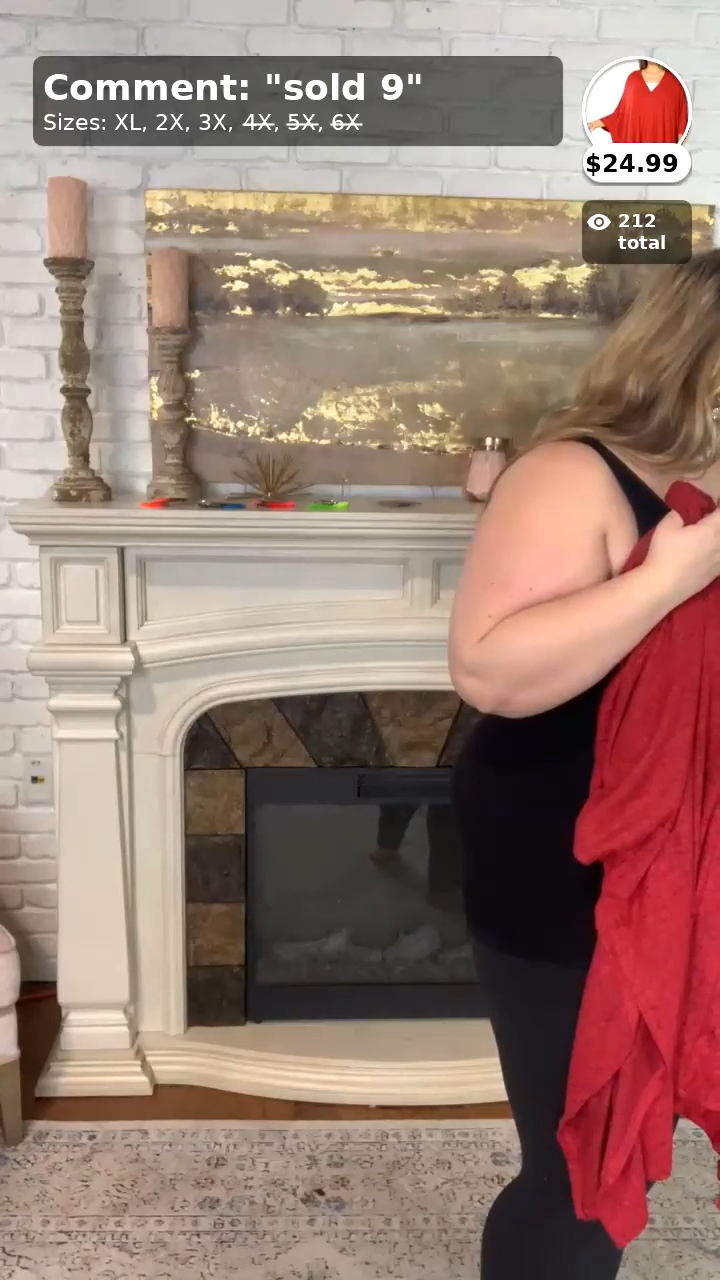 Comment: "sold 9"
Sizes: XL, 2X, 3X, 4X, 5X, 6X
$24.99
212
total